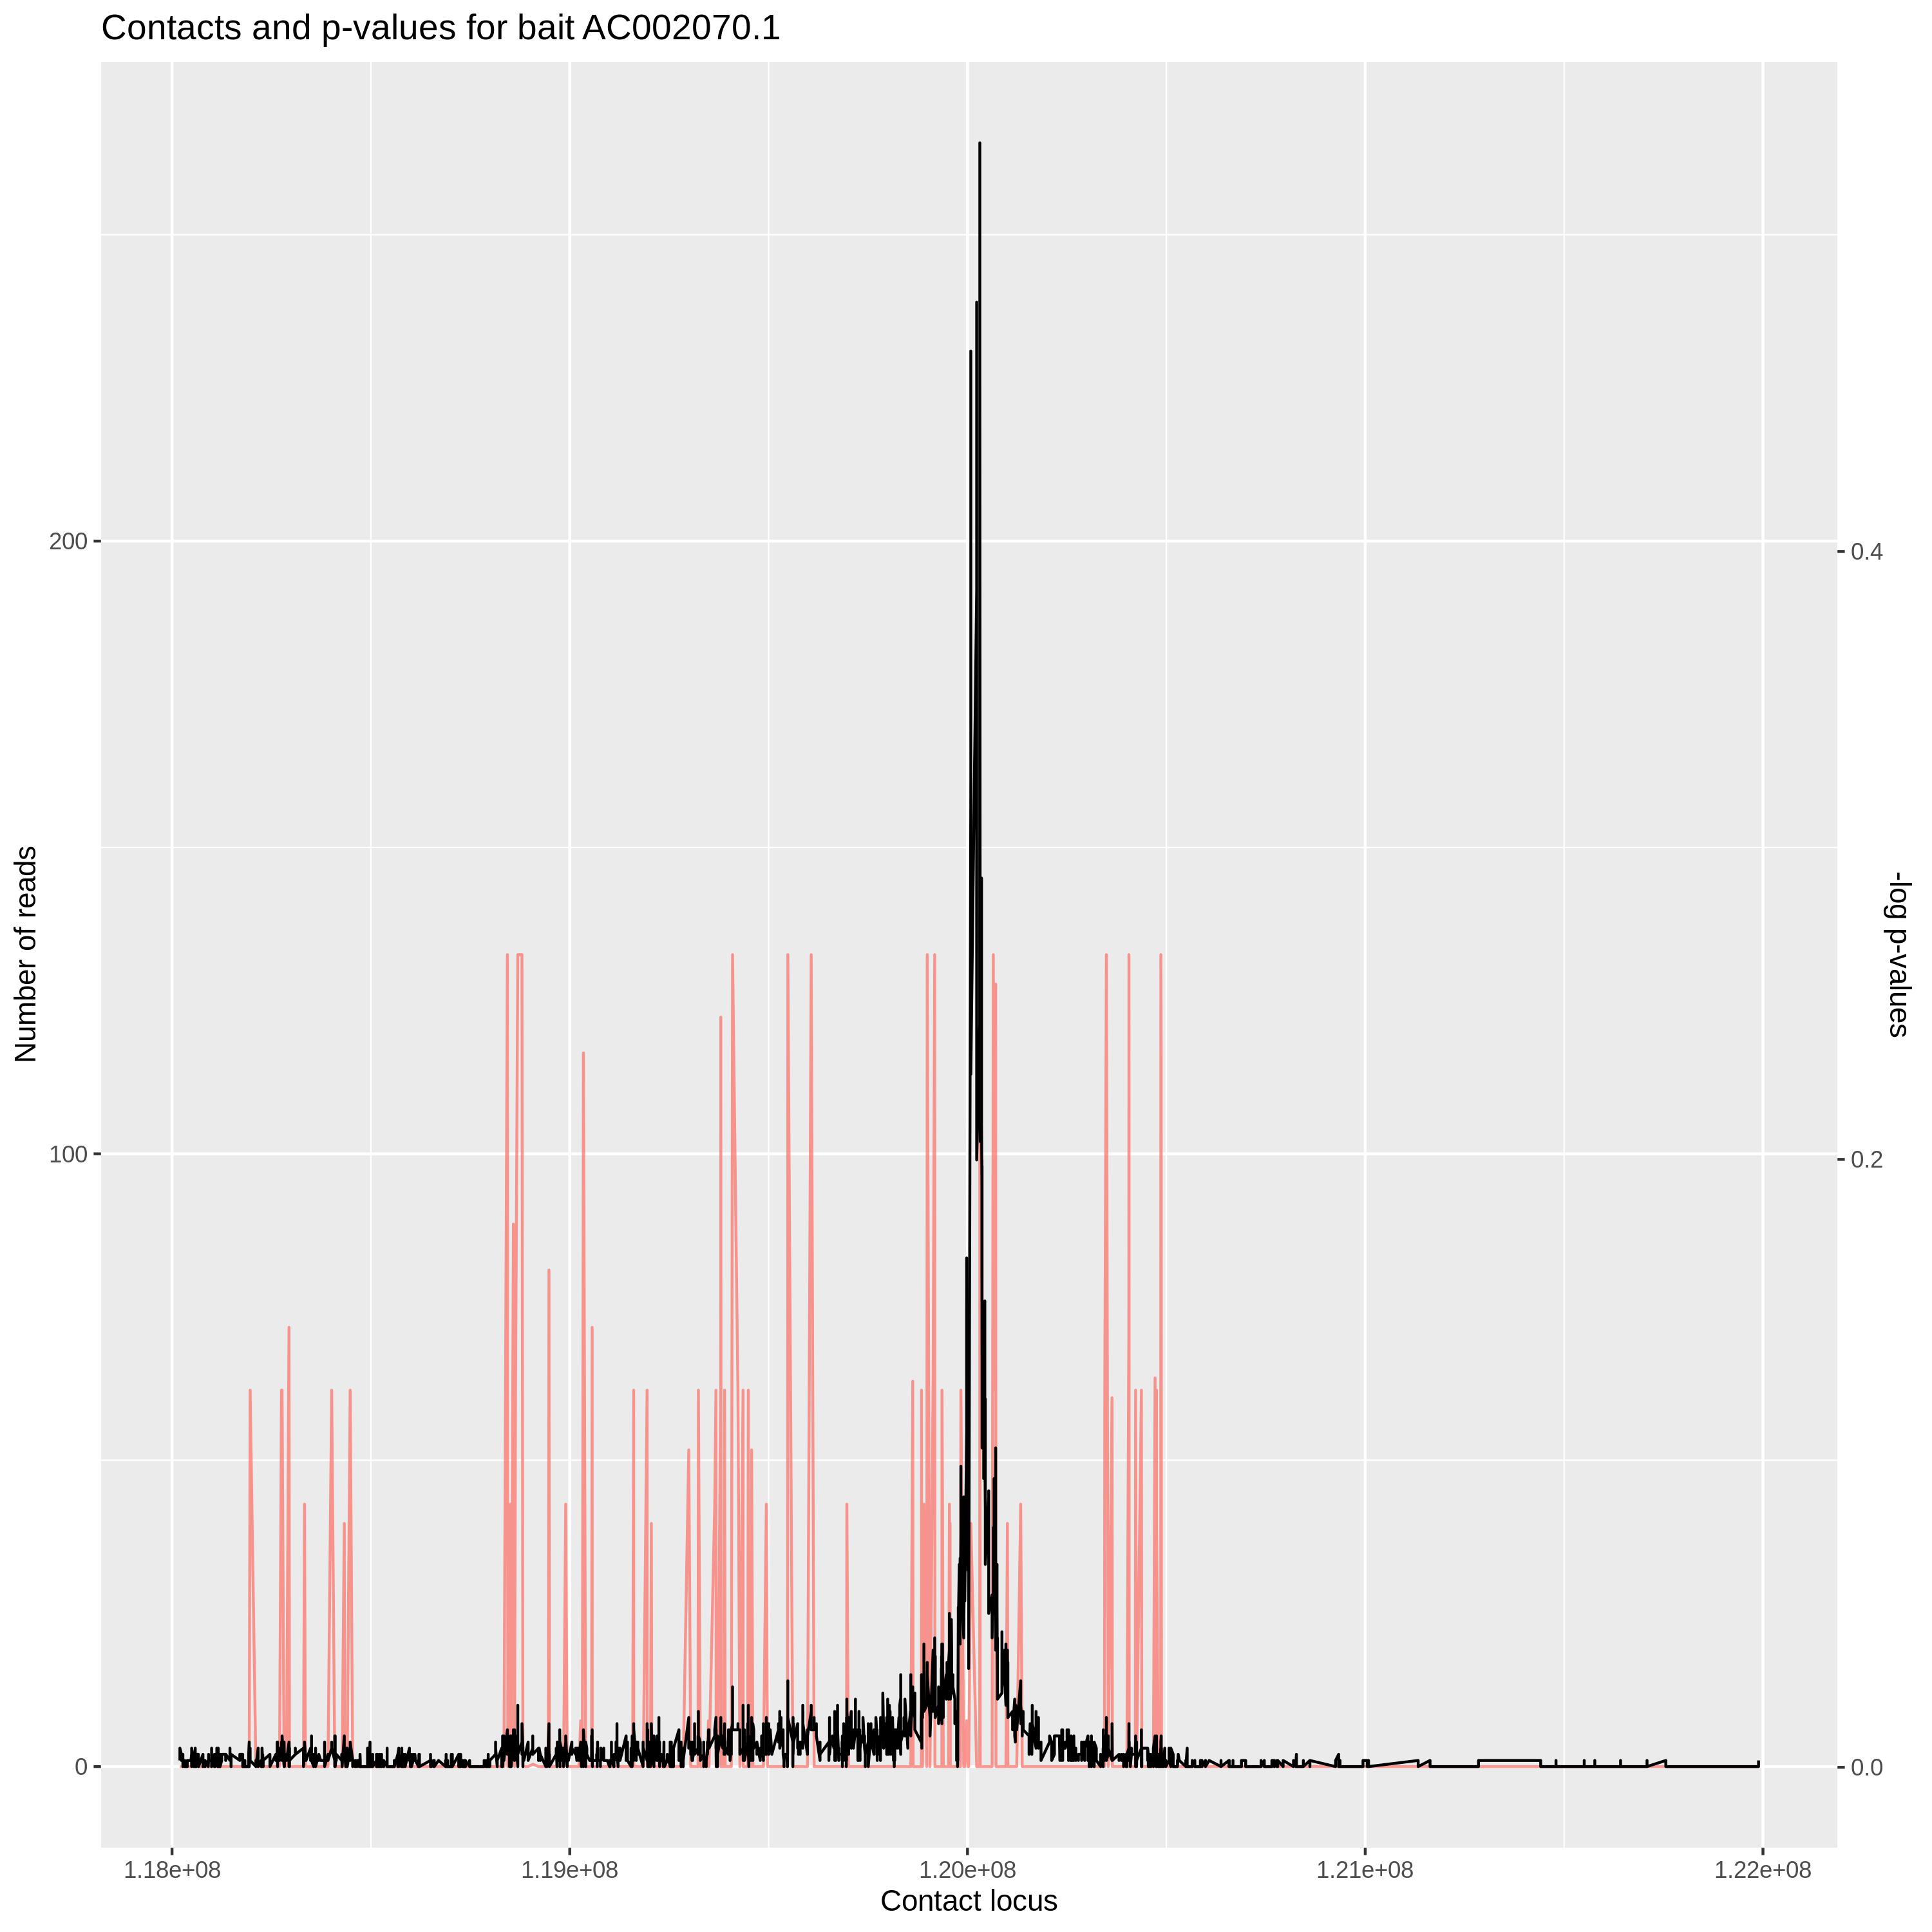 Contacts and p-values for bait AC002070.1
200
100
0
Number of reads
0.4
0.2
0.0
-log p-values
1.18e+08 1.19e+08 1.20e+08 1.21e+08 1.22e+08
Contact locus